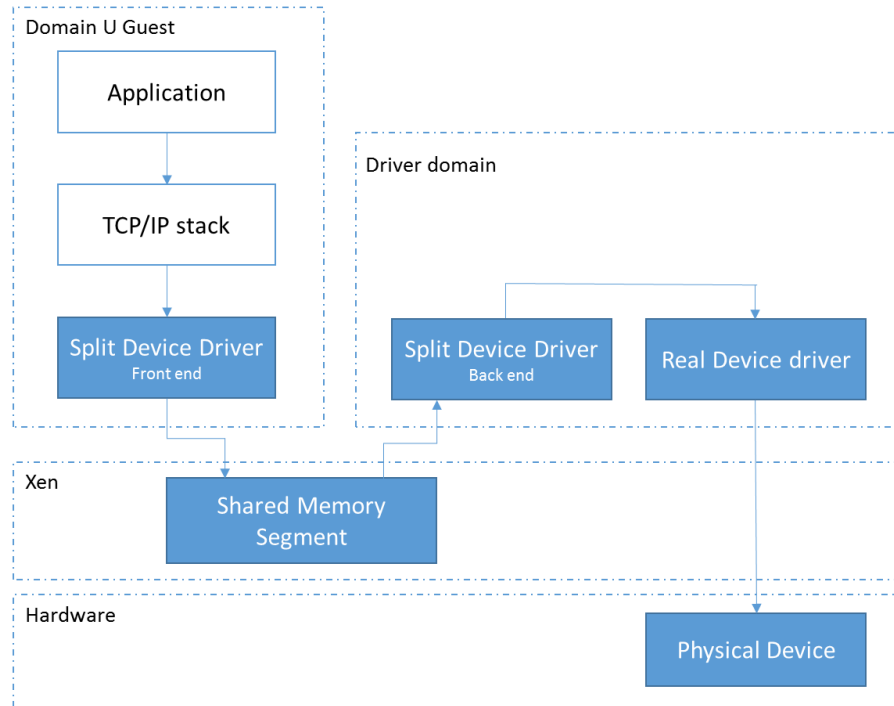 Domain U Guest
Application
TCP/IP stack
Split Device Driver
Front end
Driver domain
Split Device Driver
Back end
Real Device driver
Xen
Shared Memory
Segment
Hardware
Physical Device